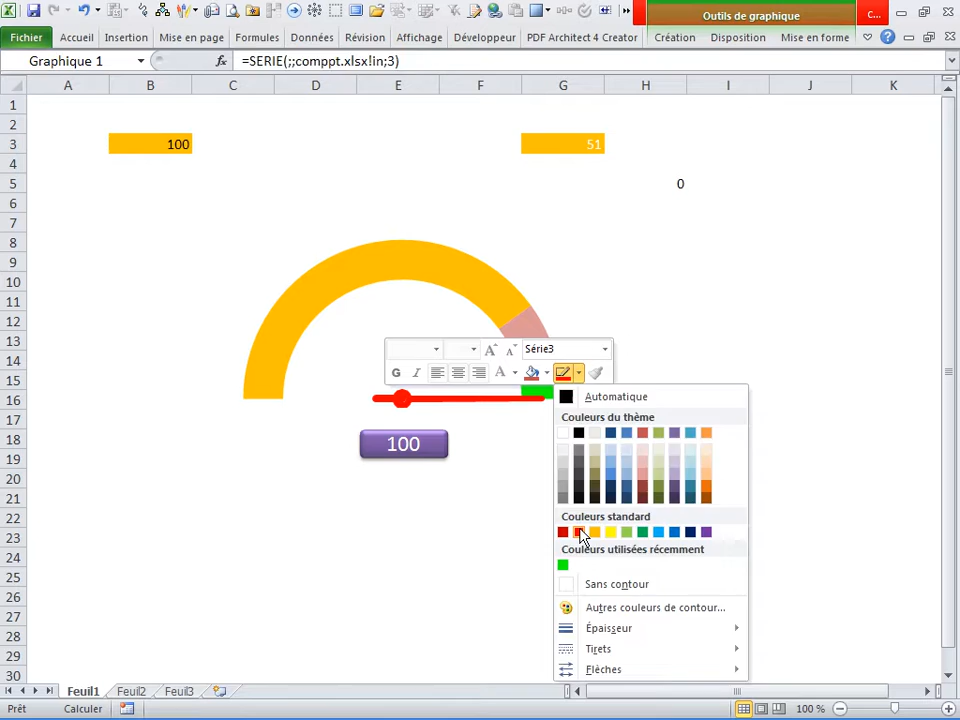 Outils de graphique
C...
Fichier Accueil Insertion Mise en page Formules Données Révision Affichage Développeur PDF Architect 4 Creator Création Disposition Mise en forme
Graphique 1 fx =SERIE(;;comppt.xlsx!lin;3)
A B C D E F G H I J K
1
2
3 100 51
4
5 0
6
7
8
9
10
11
12
13 Série3
14
15 G I A
16 Automatique
17 Couleurs du thème
18 100
19
20
21
22 Couleurs standard
23
24 Couleurs utilisées récemment
25
26 Sans contour
27 Autres couleurs de contour...
28 Épaisseur
29 Tirets
30 Flèches
Feuil1 Feuil2 Feuil3
Prêt Calculer 100 %